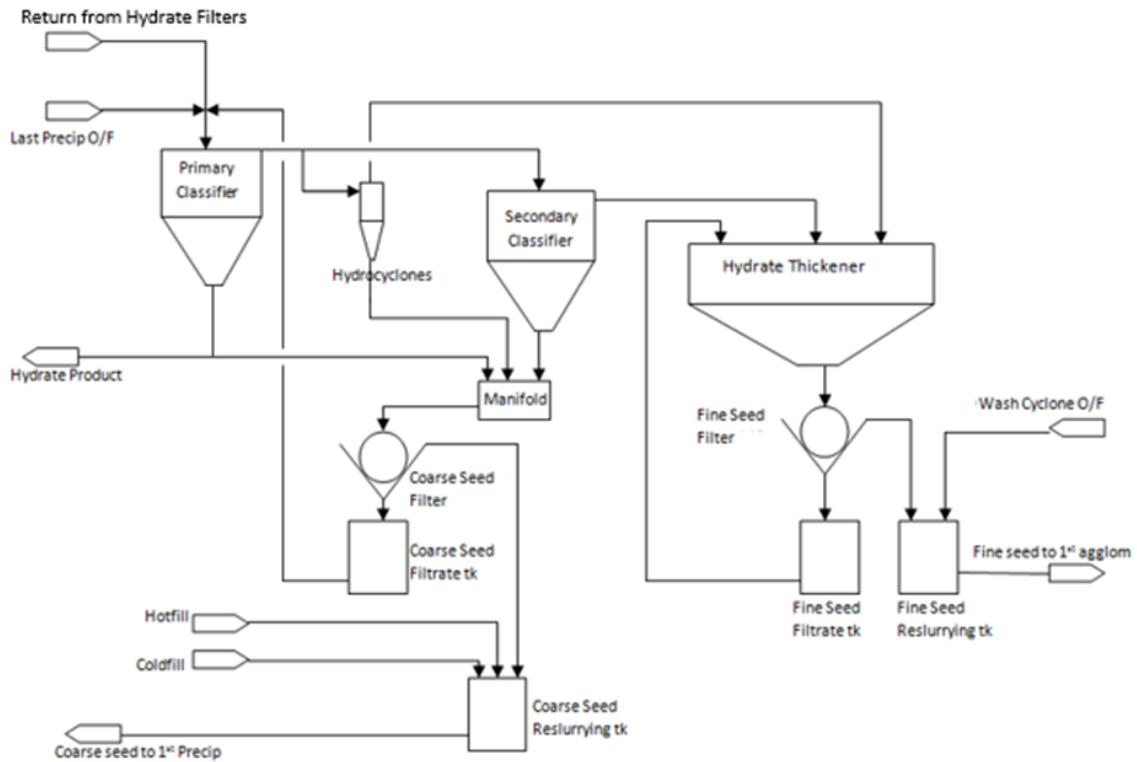 Return from Hydrate Filters
Last Precip O/F
Primary
Classifier
Hydrocyclones
Secondary
Classifier
Hydrate Thickener
Hydrate Product
Manifold
Fine Seed
Filter
Wash Cyclone O/F
Coarse Seed
Filter
Coarse Seed
Filtrate tk
Fine seed to 1st agglom
Fine Seed
Filtrate tk
Fine Seed
Reslurrying tk
Hotfill
Coldfill
Coarse Seed
Reslurrying tk
Coarse seed to 1st Precip